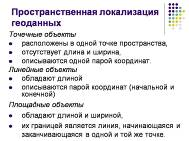 Пространственная локализация
геоданных
Точечные объекты
расположены в одной точке пространства,
отсутствует длина и ширина,
описываются одной парой координат.
Линейные объекты
обладают длиной
описываются парой координат (начальной и
конечной)
Площадные объекты
обладают длиной и шириной,
их границей является линия, начинающаяся и
заканчивающаяся в одной и той же точке.